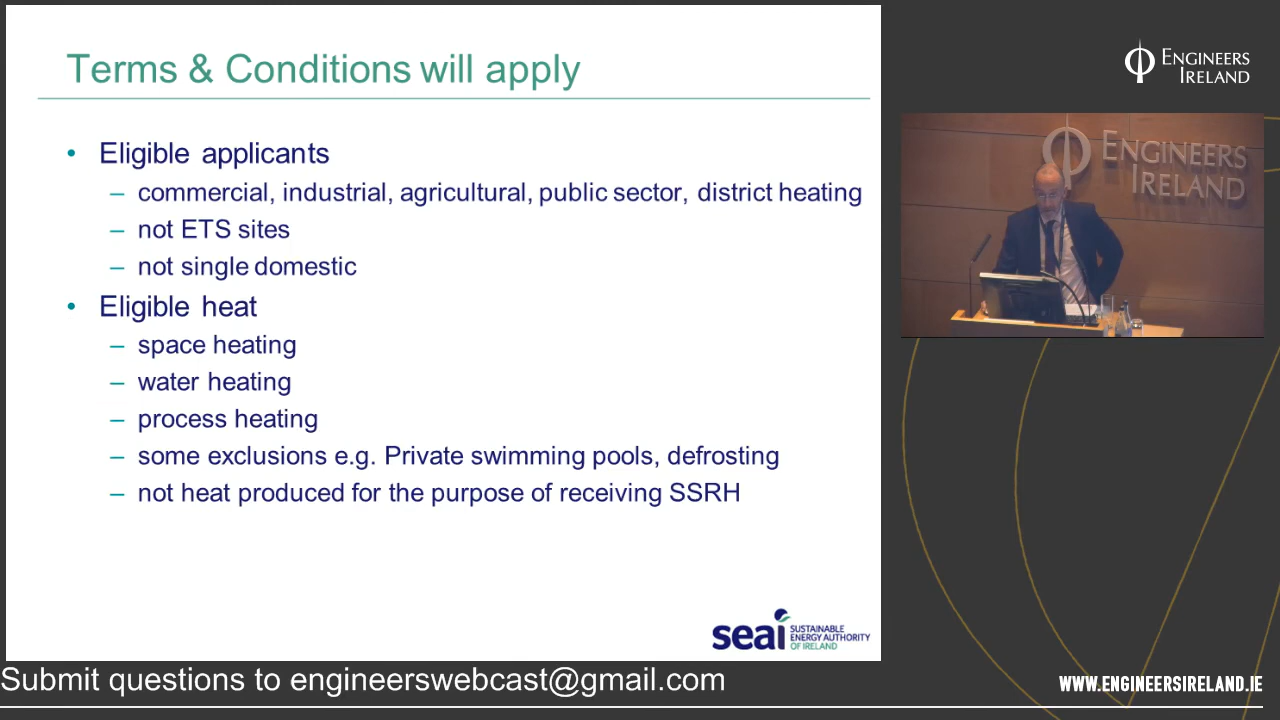 Terms & Conditions will apply
• Eligible applicants
– commercial, industrial, agricultural, public sector, district heating
– not ETS sites
– not single domestic
• Eligible heat
– space heating
– water heating
– process heating
– some exclusions e.g. Private swimming pools, defrosting
– not heat produced for the purpose of receiving SSRH
seai SUSTAINABLE
ENERGY AUTHORITY
OF IRELAND
ENGINEERS
IRELAND
ENGINEERS
IRELAND
Submit questions to engineerswebcast@gmail.com
WWW.ENGINEERSIRELAND.IE